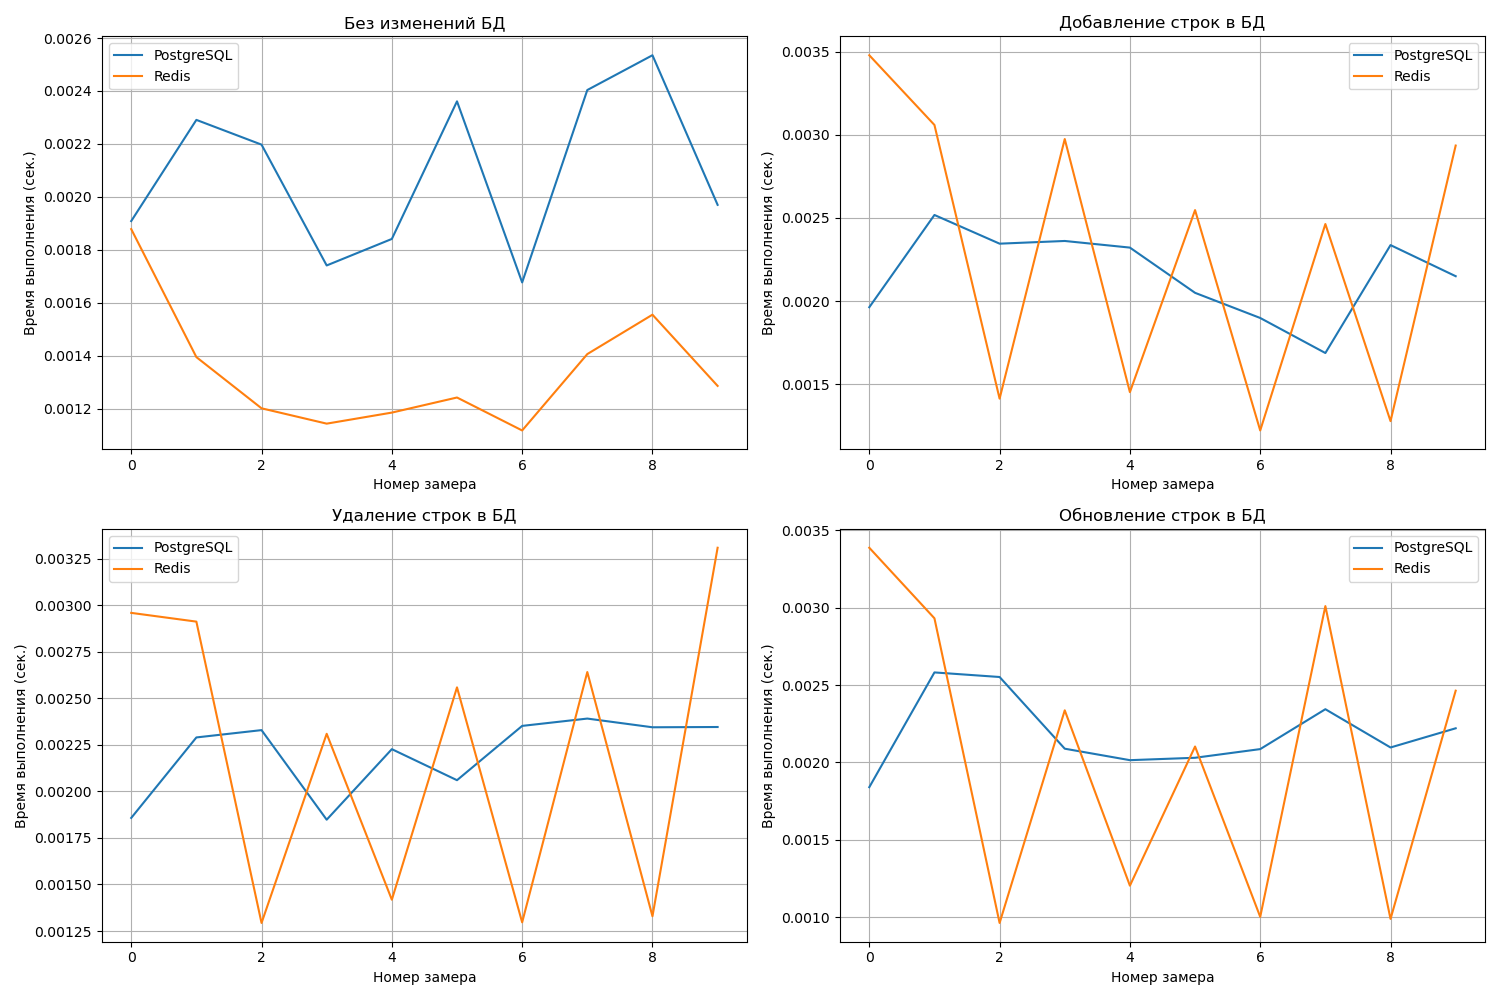 Без изменений БД
0.0026
0.0024
0.0022
0.0020
0.0018
0.0016
0.0014
0.0012
Время выполнения (сек.)
PostgreSQL
Redis
0 2 4 6 8
Номер замера
Добавление строк в БД
0.0035
0.0030
0.0025
0.0020
0.0015
Время выполнения (сек.)
PostgreSQL
Redis
0 2 4 6 8
Номер замера
Удаление строк в БД
0.00325
0.00300
0.00275
0.00250
0.00225
0.00200
0.00175
0.00150
0.00125
Время выполнения (сек.)
PostgreSQL
Redis
0 2 4 6 8
Номер замера
Обновление строк в БД
0.0035
0.0030
0.0025
0.0020
0.0015
0.0010
Время выполнения (сек.)
PostgreSQL
Redis
0 2 4 6 8
Номер замера